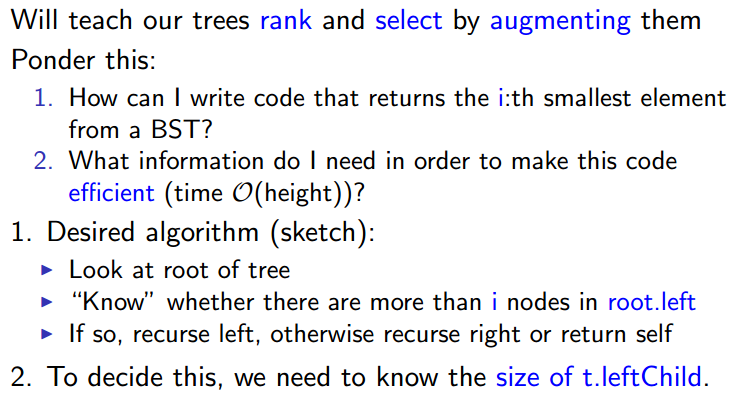 Will teach our trees rank and select by augmenting them
Ponder this:
1. How can I write code that returns the i:th smallest element
from a BST?
2. What information do I need in order to make this code
efficient (time O(height))?
1. Desired algorithm (sketch):
▶ Look at root of tree
▶ “Know” whether there are more than i nodes in root.left
▶ If so, recurse left, otherwise recurse right or return self
2. To decide this, we need to know the size of t.leftChild.